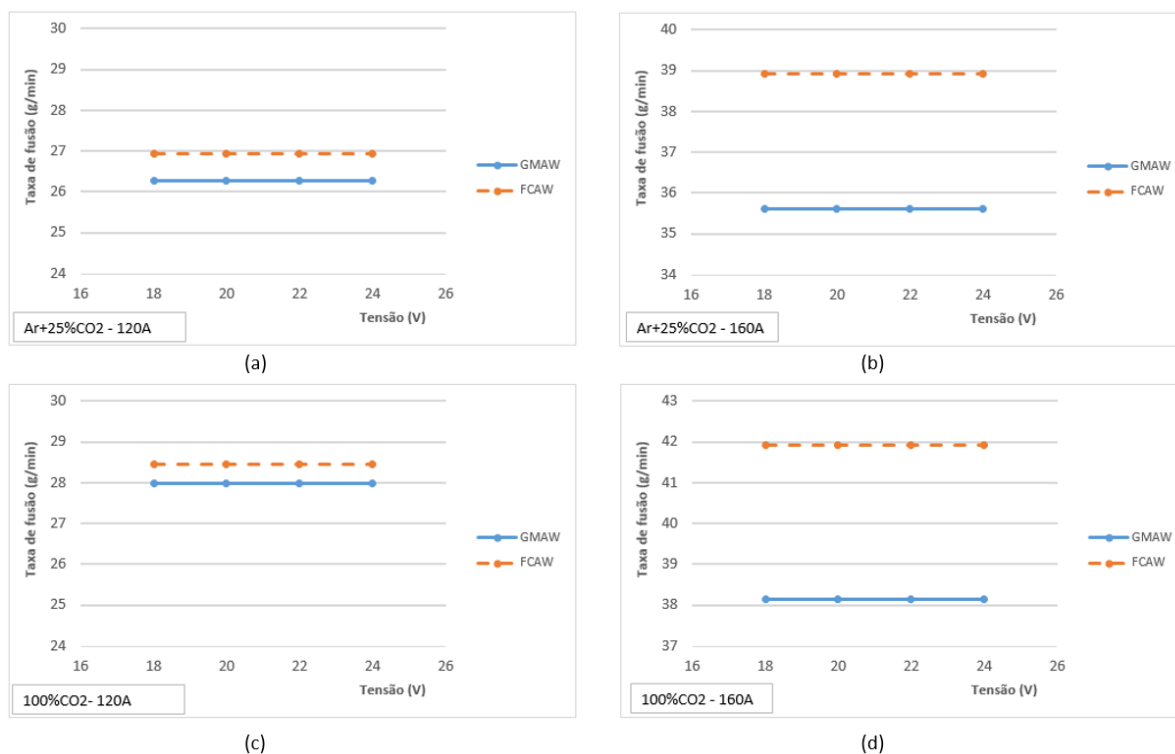 30
29
28
27
26
25
24
Taxa de fusão (g/min)
16 18 20 22 24 26
Tensão (V)
GMAW
FCAW
Ar+25%CO2 - 120A
(a)
40
39
38
37
36
35
34
Taxa de fusão (g/min)
16 18 20 22 24 26
Tensão (V)
GMAW
FCAW
Ar+25%CO2 - 160A
(b)
30
29
28
27
26
25
24
Taxa de fusão (g/min)
16 18 20 22 24 26
Tensão (V)
GMAW
FCAW
100%CO2- 120A
(c)
43
42
41
40
39
38
37
Taxa de fusão (g/min)
16 18 20 22 24 26
Tensão (V)
GMAW
FCAW
100%CO2 - 160A
(d)